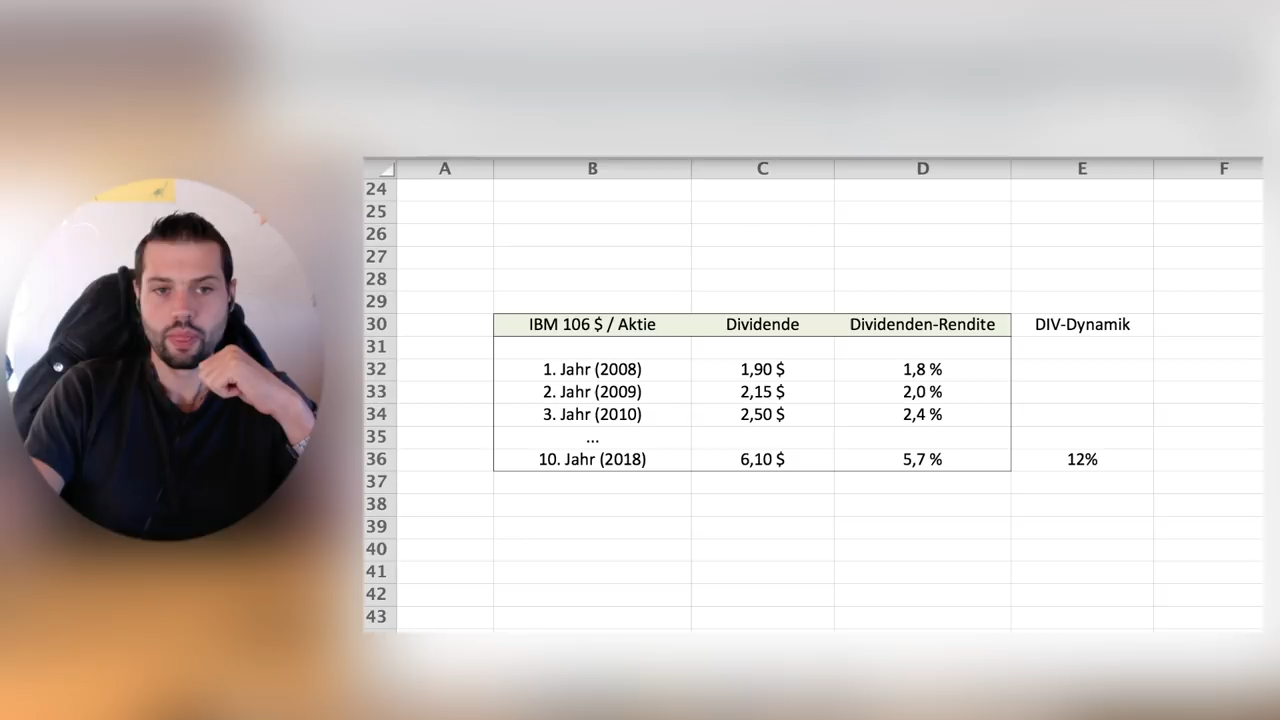 A B C D E F
24
25
26
27
28
29
30 IBM 106 $ / Aktie Dividende Dividenden-Rendite DIV-Dynamik
31
32 1. Jahr (2008) 1,90 $ 1,8 %
33 2. Jahr (2009) 2,15 $ 2,0 %
34 3. Jahr (2010) 2,50 $ 2,4 %
35 ...
36 10. Jahr (2018) 6,10 $ 5,7 % 12%
37
38
39
40
41
42
43